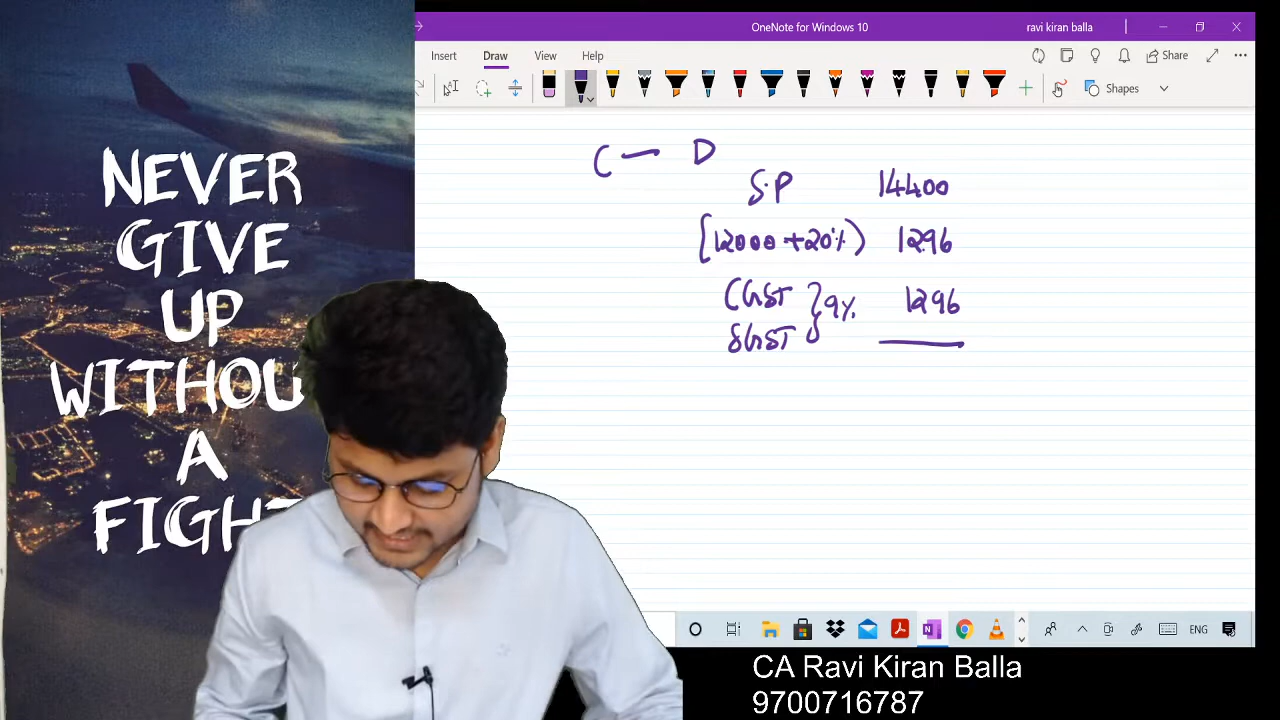 NEVER
GIVE
UP
WITHOU
A
FIGH
OneNote for Windows 10
ravi kiran balla
Insert Draw View Help
Share
Shapes
C — D
S.P 14400
[12000 + 20%) 1296
CGST } 9% 1296
SGST
ENG
CA Ravi Kiran Balla
9700716787